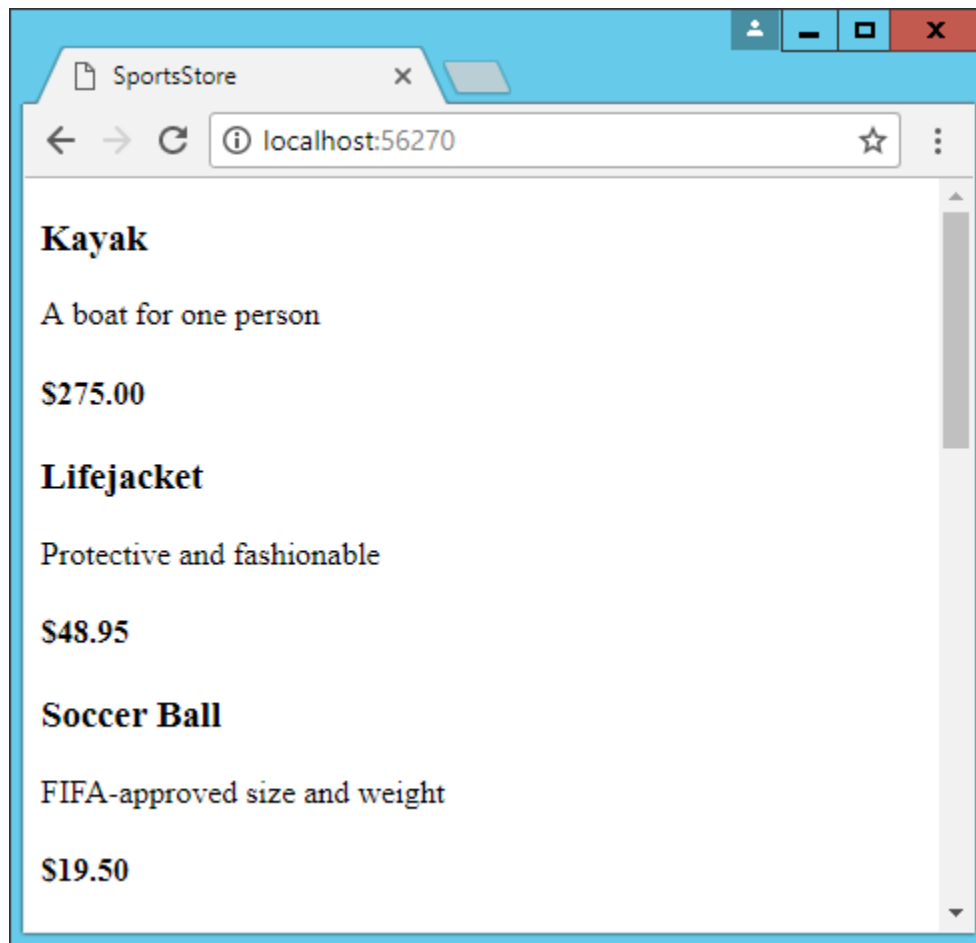 SportsStore
localhost:56270
Kayak
A boat for one person
$275.00
Lifejacket
Protective and fashionable
$48.95
Soccer Ball
FIFA-approved size and weight
$19.50